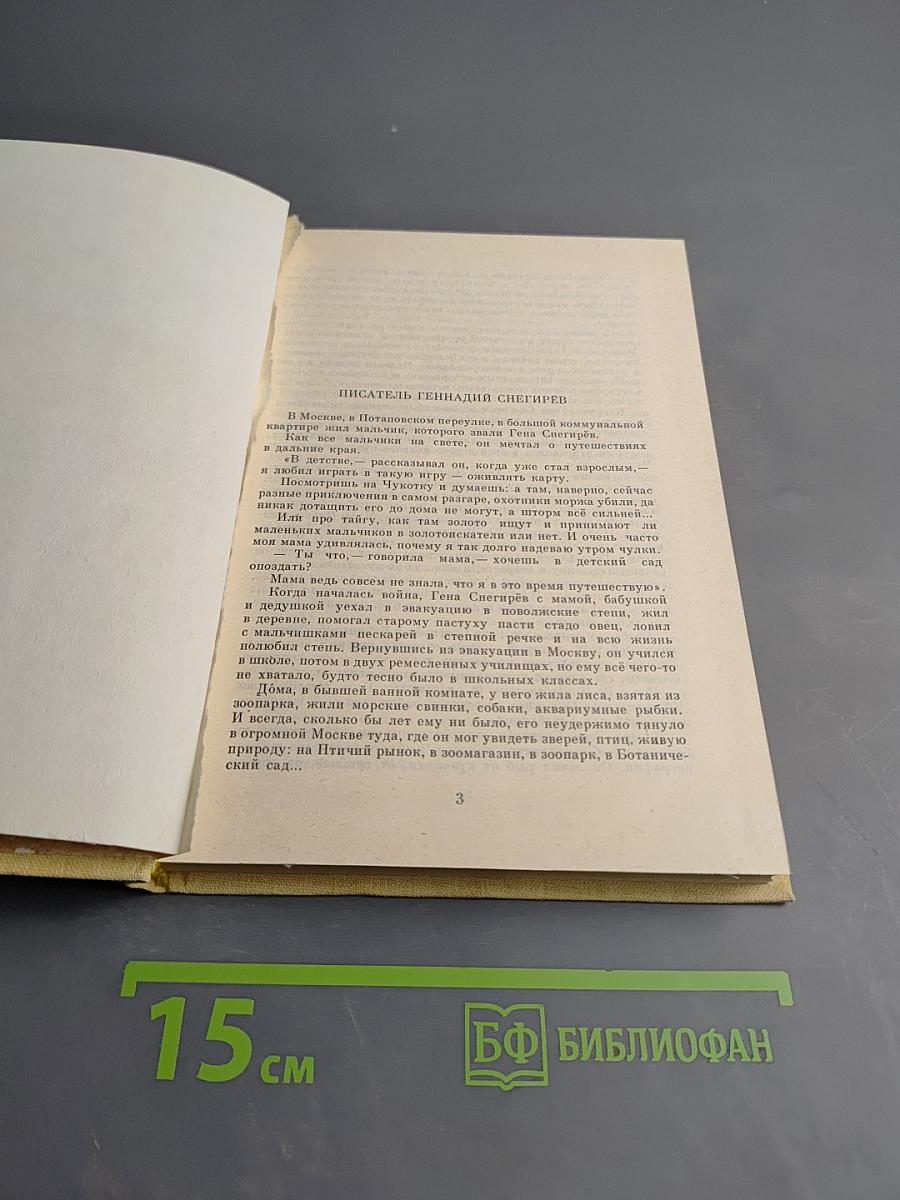 ПИСАТЕЛЬ ГЕННАДИЙ СНЕГИРЁВ
В Москве, в Потаповском переулке, в большой коммунальной
квартире жил мальчик, которого звали Гена Снегирёв.
Как все мальчики на свете, он мечтал о путешествиях
в дальние края.
«В детстве,— рассказывал он, когда уже стал взрослым,—
я любил играть в такую игру — оживлять карту.
Посмотришь на Чукотку и думаешь: а там, наверно, сейчас
разные приключения в самом разгаре, охотники моржа убили, да
никак дотащить его до дома не могут, а шторм всё сильней...
Или про тайгу, как там золото ищут и принимают ли
маленьких мальчиков в золотоискатели или нет. И очень часто
моя мама удивлялась, почему я так долго надеваю утром чулки.
— Ты что,— говорила мама,— хочешь в детский сад
опоздать?
Мама ведь совсем не знала, что я в это время путешествую».
Когда началась война, Гена Снегирёв с мамой, бабушкой
и дедушкой уехал в эвакуацию в поволжские степи, жил
в деревне, помогал старому пастуху пасти стадо овец, ловил
с мальчишками пескарей в степной речке и на всю жизнь
полюбил степь. Вернувшись из эвакуации в Москву, он учился
в школе, потом в двух ремесленных училищах, но ему всё чего-то
не хватало, будто тесно было в школьных классах.
До́ма, в бывшей ванной комнате, у него жила лиса, взятая из
зоопарка, жили морские свинки, собаки, аквариумные рыбки.
И всегда, сколько бы лет ему ни было, его неудержимо тянуло
в огромной Москве туда, где он мог увидеть зверей, птиц, живую
природу: на Птичий рынок, в зоомагазин, в зоопарк, в Ботаниче-
ский сад...
3
15 см
БФ БИБЛИОФАН